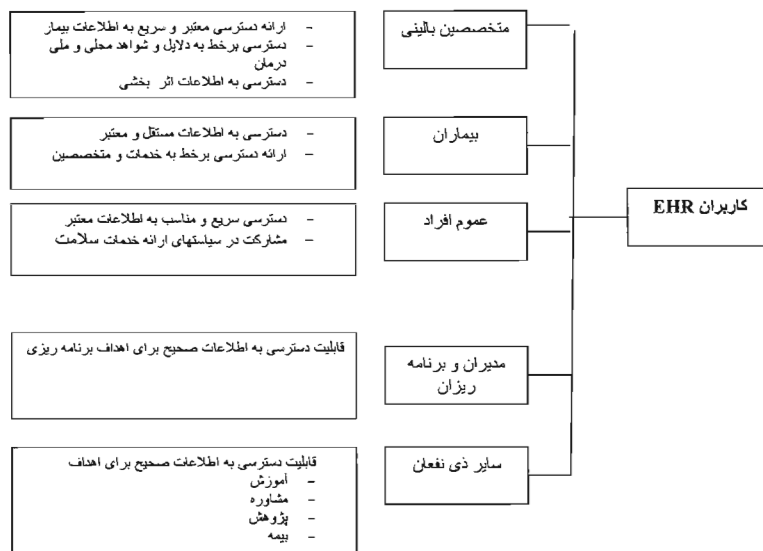 کاربران EHR
متخصصین بالینی
– ارائه دسترسی معتبر و سریع به اطلاعات بیمار
– دسترسی برخط به دلایل و شواهد محلی و ملی
درمان
– دسترسی به اطلاعات اثر بخشی
بیماران
– دسترسی به اطلاعات مستقل و معتبر
– ارائه دسترسی برخط به خدمات و متخصصین
عموم افراد
– دسترسی سریع و مناسب به اطلاعات معتبر
– مشارکت در سیاستهای ارائه خدمات سلامت
مدیران و برنامه
ریزان
قابلیت دسترسی به اطلاعات صحیح برای اهداف برنامه ریزی
سایر ذی نفعان
قابلیت دسترسی به اطلاعات صحیح برای اهداف
– آموزش
– مشاوره
– پژوهش
– بیمه